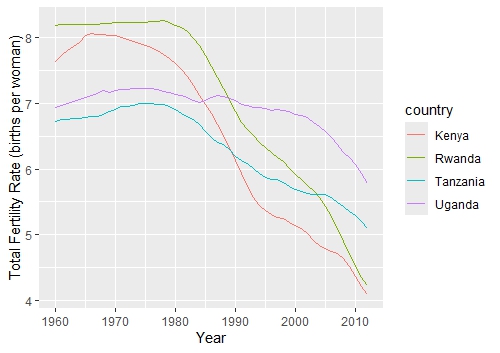 Total Fertility Rate (births per woman)
8
7
6
5
4
1960 1970 1980 1990 2000 2010
Year
country
Kenya
Rwanda
Tanzania
Uganda